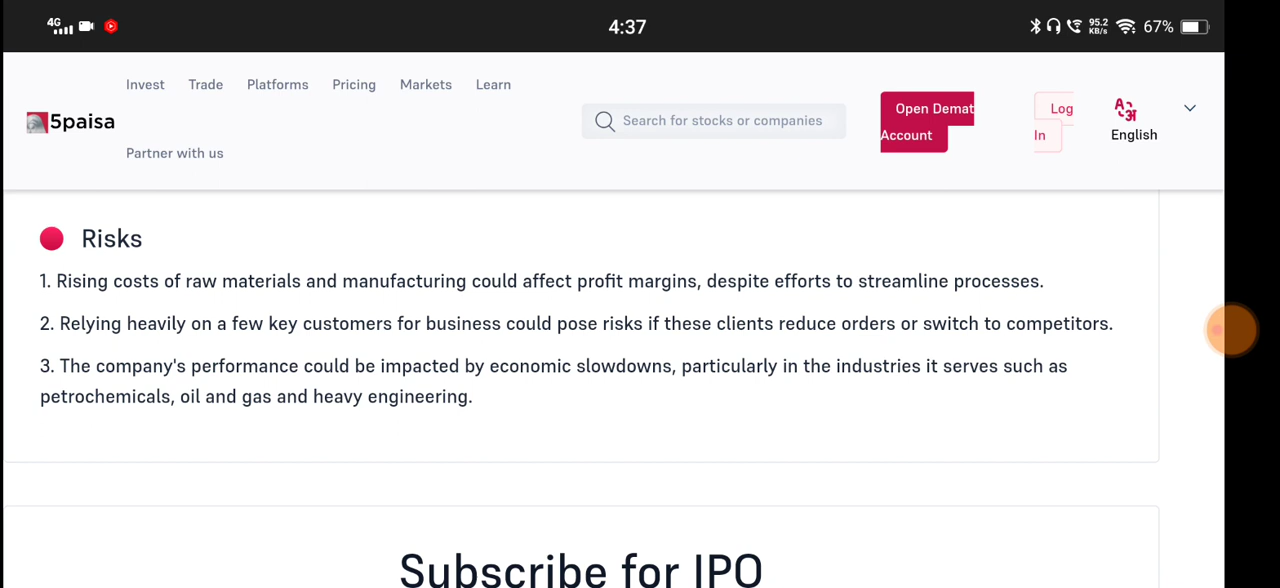 4G 4:37 95.2 KB/s 67%
Invest Trade Platforms Pricing Markets Learn
5paisa
Partner with us
Search for stocks or companies
Open Demat
Account
Log
In
A अ
English
Risks
1. Rising costs of raw materials and manufacturing could affect profit margins, despite efforts to streamline processes.
2. Relying heavily on a few key customers for business could pose risks if these clients reduce orders or switch to competitors.
3. The company's performance could be impacted by economic slowdowns, particularly in the industries it serves such as
petrochemicals, oil and gas and heavy engineering.
Subscribe for IPO